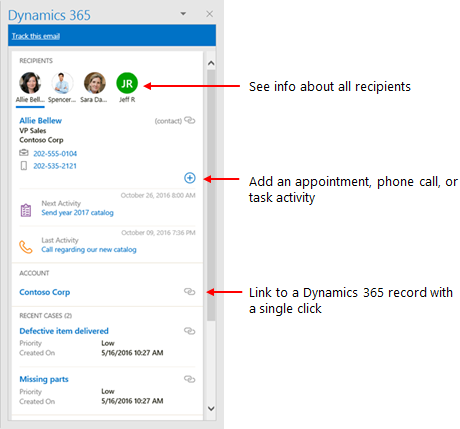 Dynamics 365
Track this email
RECIPIENTS
JR
Allie Bell... Spencer... Sara Da... Jeff R
See info about all recipients
Allie Bellew (contact)
VP Sales
Contoso Corp
202-555-0104
202-535-2121
Add an appointment, phone call, or
task activity
October 26, 2016 8:00 AM
Next Activity
Send year 2017 catalog
October 09, 2016 7:36 PM
Last Activity
Call regarding our new catalog
ACCOUNT
Contoso Corp
Link to a Dynamics 365 record with
a single click
RECENT CASES (2)
Defective item delivered
Priority Low
Created On 5/16/2016 10:27 AM
Missing parts
Priority Low
Created On 5/16/2016 10:27 AM